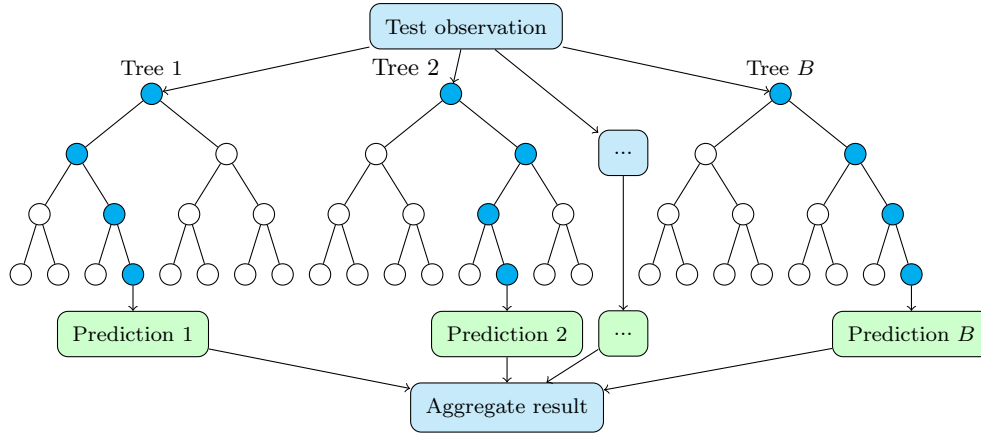 Test observation
Tree 1
Tree 2
Tree B
...
Prediction 1
Prediction 2
...
Prediction B
Aggregate result